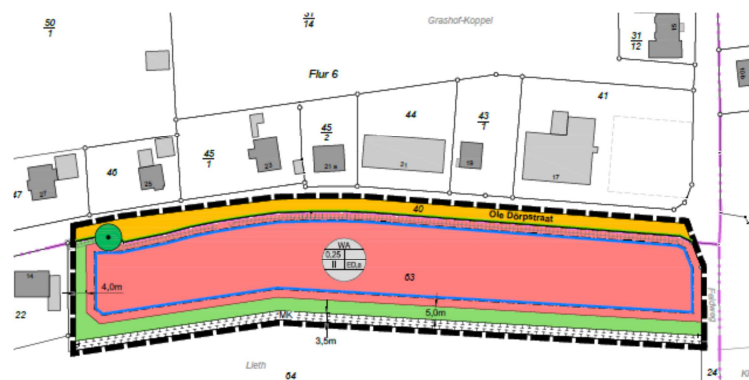 50
1
31
14
Grashof-Koppel
31
12
Flur 6
41
43
1
44
45
2
45
1
46
47
23
21 a
21
19
17
25
27
40
Ole Dörpstraat
WA
0,25
II
ED,o
63
14
4,0m
22
MK
5,0m
3,5m
Feldweg
Lieth
64
24